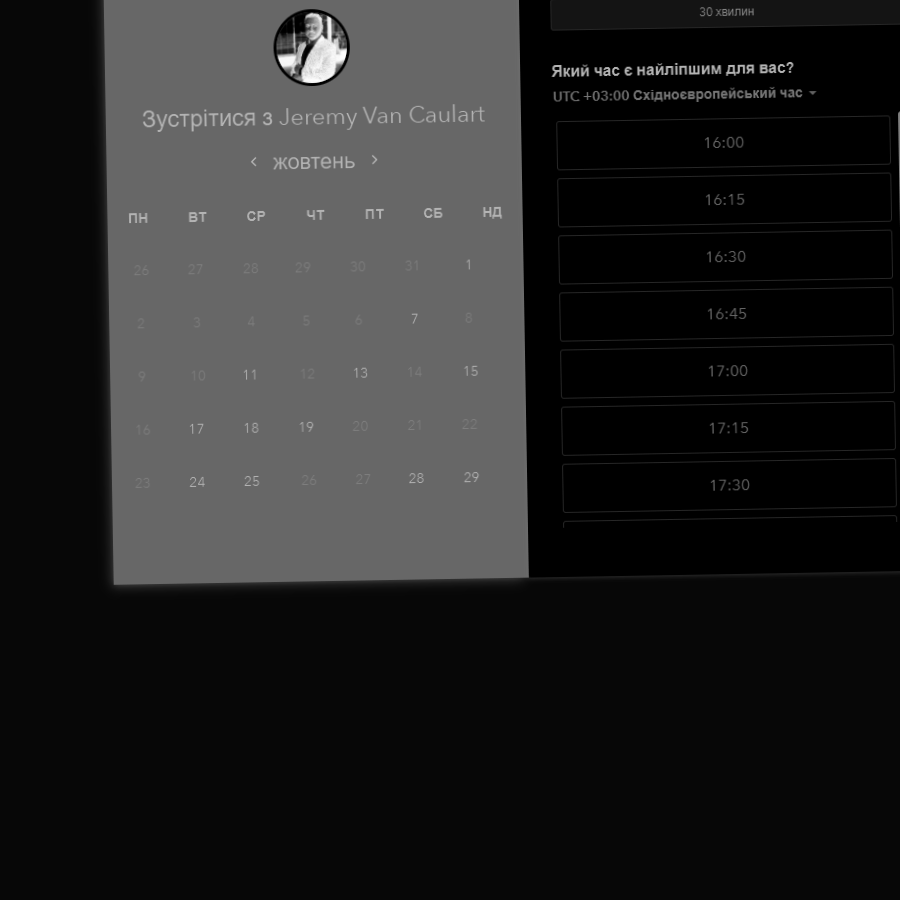 Зустрітися з Jeremy Van Caulart
‹ жовтень ›
ПН ВТ СР ЧТ ПТ СБ НД
26 27 28 29 30 31 1
2 3 4 5 6 7 8
9 10 11 12 13 14 15
16 17 18 19 20 21 22
23 24 25 26 27 28 29
30 хвилин
Який час є найліпшим для вас?
UTC +03:00 Східноєвропейський час
16:00
16:15
16:30
16:45
17:00
17:15
17:30